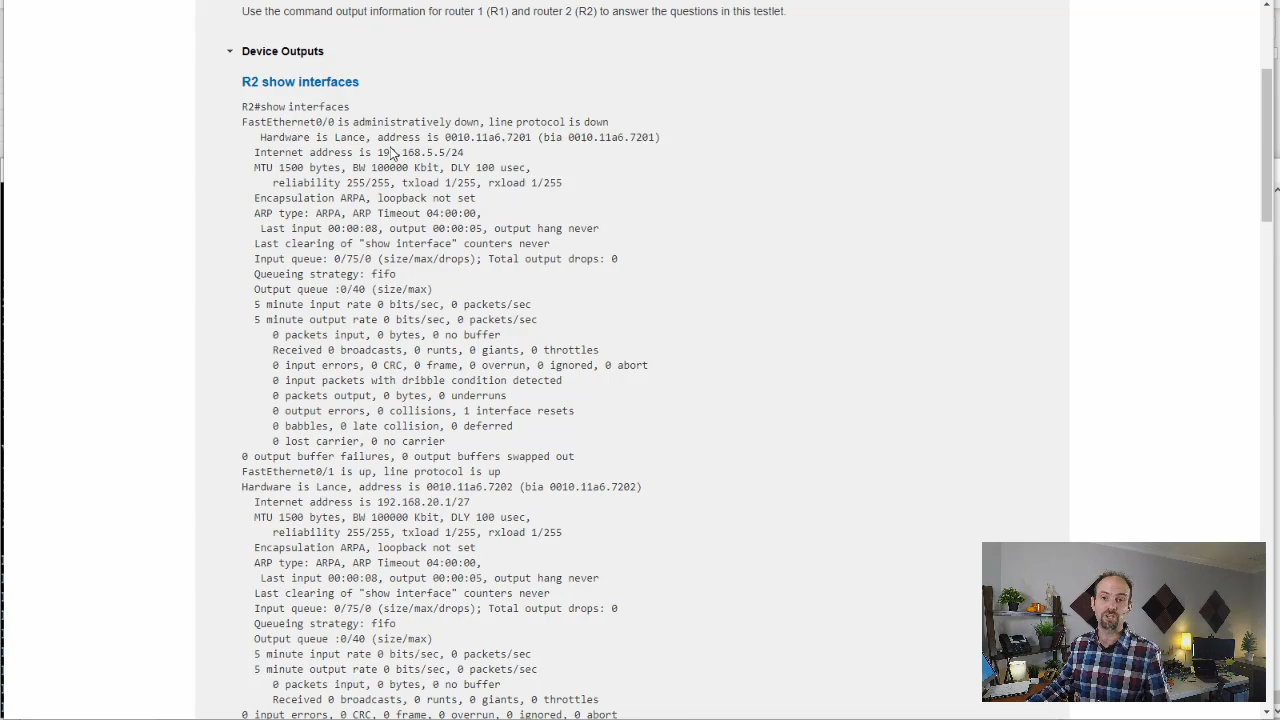 Use the command output information for router 1 (R1) and router 2 (R2) to answer the questions in this testlet.
Device Outputs
R2 show interfaces
R2#show interfaces
FastEthernet0/0 is administratively down, line protocol is down
Hardware is Lance, address is 0010.11a6.7201 (bia 0010.11a6.7201)
Internet address is 192.168.5.5/24
MTU 1500 bytes, BW 100000 Kbit, DLY 100 usec,
reliability 255/255, txload 1/255, rxload 1/255
Encapsulation ARPA, loopback not set
ARP type: ARPA, ARP Timeout 04:00:00,
Last input 00:00:08, output 00:00:05, output hang never
Last clearing of "show interface" counters never
Input queue: 0/75/0 (size/max/drops); Total output drops: 0
Queueing strategy: fifo
Output queue :0/40 (size/max)
5 minute input rate 0 bits/sec, 0 packets/sec
5 minute output rate 0 bits/sec, 0 packets/sec
0 packets input, 0 bytes, 0 no buffer
Received 0 broadcasts, 0 runts, 0 giants, 0 throttles
0 input errors, 0 CRC, 0 frame, 0 overrun, 0 ignored, 0 abort
0 input packets with dribble condition detected
0 packets output, 0 bytes, 0 underruns
0 output errors, 0 collisions, 1 interface resets
0 babbles, 0 late collision, 0 deferred
0 lost carrier, 0 no carrier
0 output buffer failures, 0 output buffers swapped out
FastEthernet0/1 is up, line protocol is up
Hardware is Lance, address is 0010.11a6.7202 (bia 0010.11a6.7202)
Internet address is 192.168.20.1/27
MTU 1500 bytes, BW 100000 Kbit, DLY 100 usec,
reliability 255/255, txload 1/255, rxload 1/255
Encapsulation ARPA, loopback not set
ARP type: ARPA, ARP Timeout 04:00:00,
Last input 00:00:08, output 00:00:05, output hang never
Last clearing of "show interface" counters never
Input queue: 0/75/0 (size/max/drops); Total output drops: 0
Queueing strategy: fifo
Output queue :0/40 (size/max)
5 minute input rate 0 bits/sec, 0 packets/sec
5 minute output rate 0 bits/sec, 0 packets/sec
0 packets input, 0 bytes, 0 no buffer
Received 0 broadcasts, 0 runts, 0 giants, 0 throttles
0 input errors, 0 CRC, 0 frame, 0 overrun, 0 ignored, 0 abort